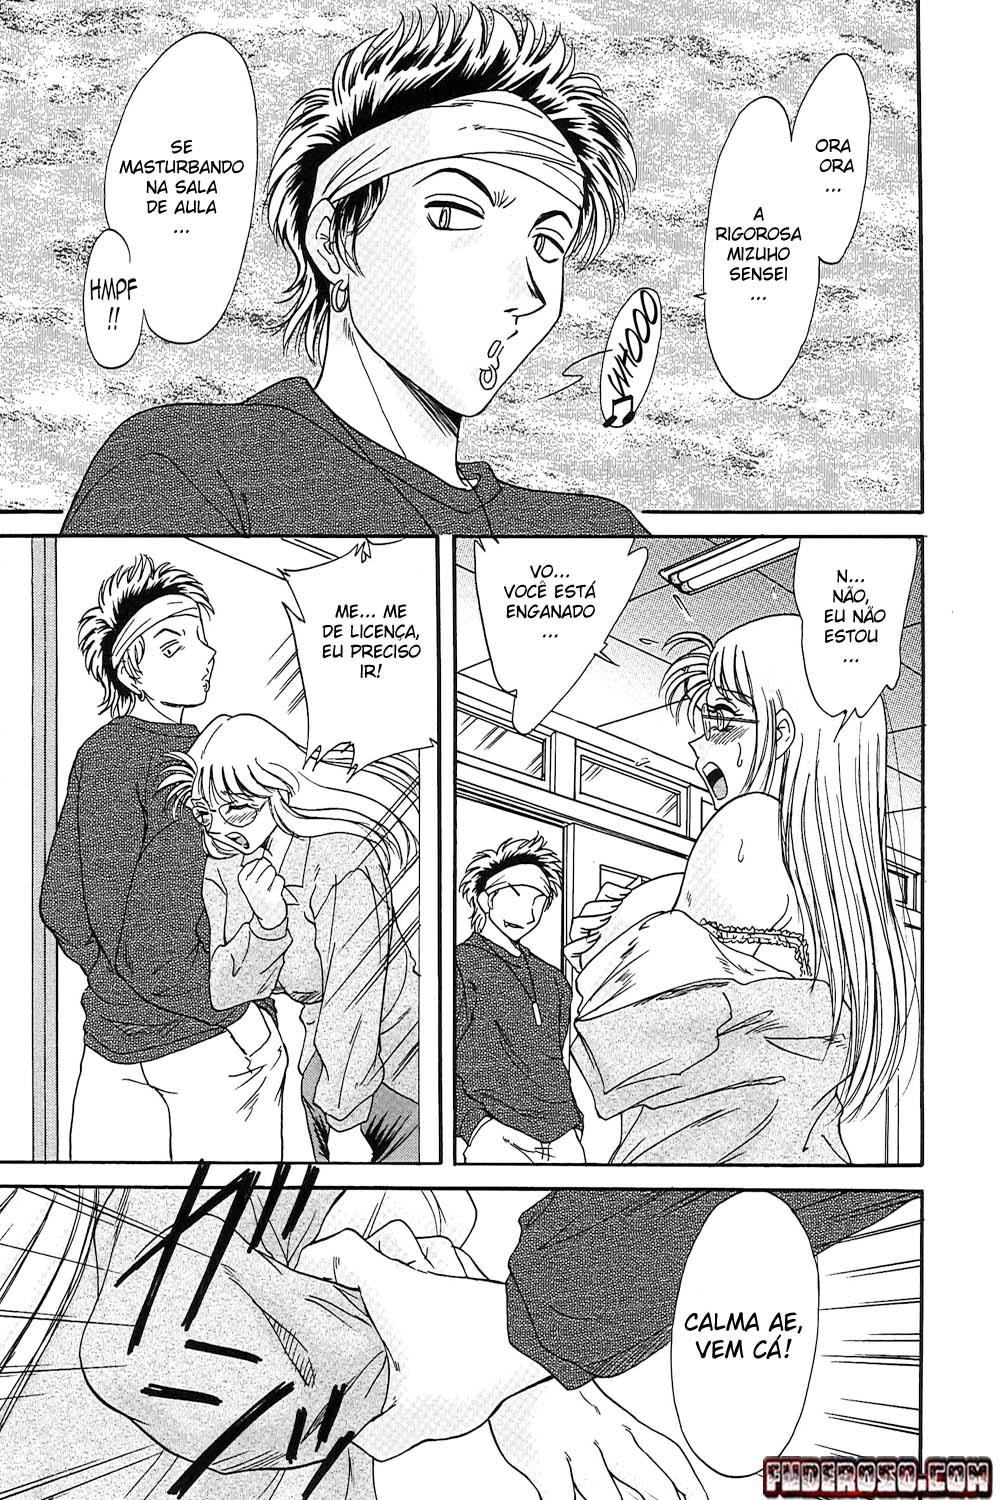 ORA
ORA
...
A
RIGOROSA
MIZUHO
SENSEI
...
WHOOO
SE
MASTURBANDO
NA SALA
DE AULA
...
HMPF
!!
N...
NÃO,
EU NÃO
ESTOU
...
VO...
VOCÊ ESTÁ
ENGANADO
...
ME... ME
DE LICENÇA,
EU PRECISO
IR!
CALMA AE,
VEM CÁ!
FUDEROSO.COM